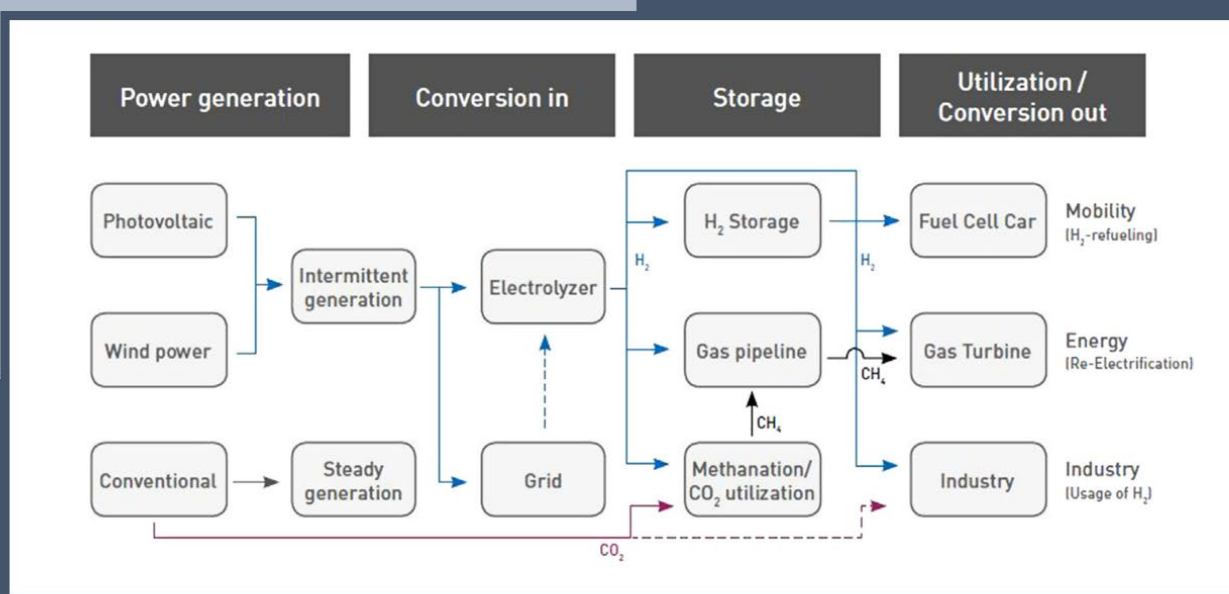 Power generation
Conversion in
Storage
Utilization /
Conversion out
Photovoltaic
Wind power
Conventional
Intermittent
generation
Steady
generation
Electrolyzer
Grid
H₂
H₂ Storage
Gas pipeline
CH₄
Methanation/
CO₂ utilization
CO₂
H₂
CH₄
Fuel Cell Car
Mobility
(H₂-refueling)
Gas Turbine
Energy
(Re-Electrification)
Industry
Industry
(Usage of H₂)